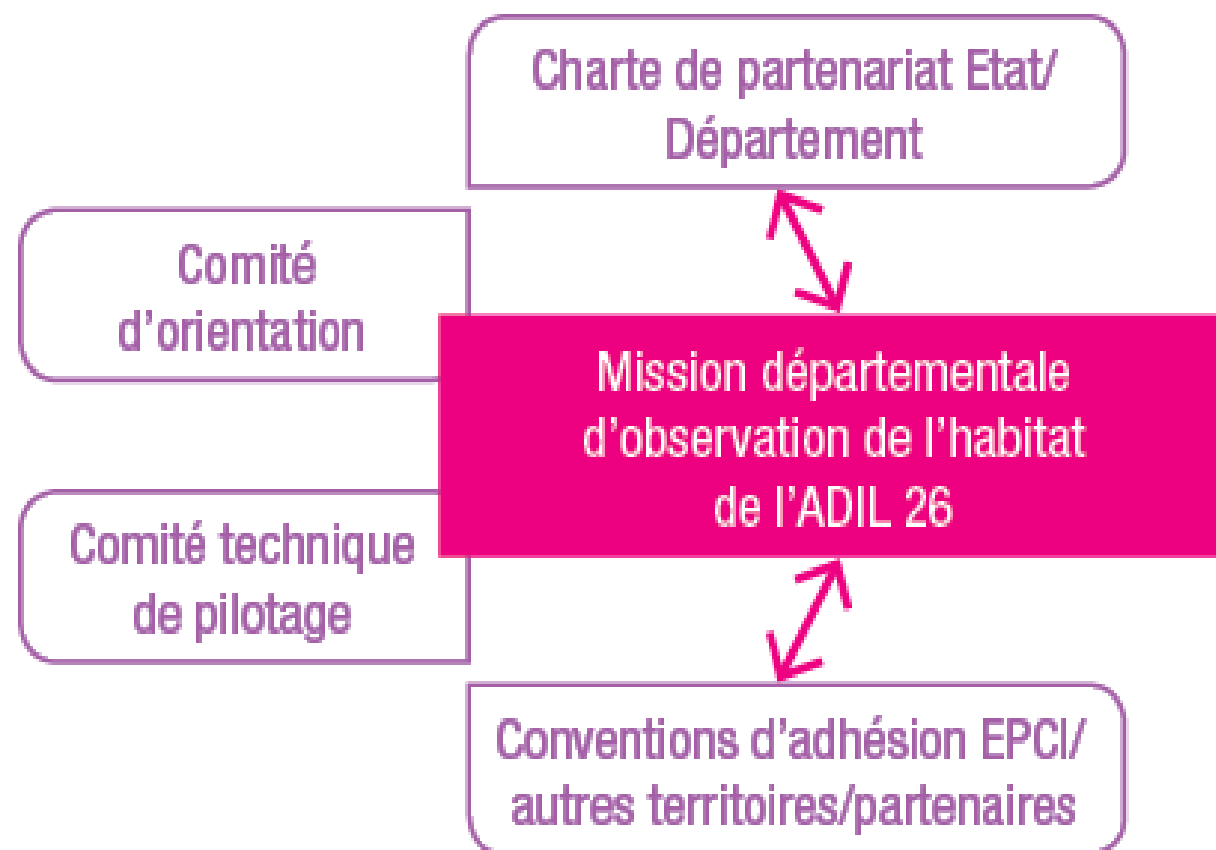 Charte de partenariat Etat/
Département
Comité
d'orientation
Mission départementale
d'observation de l'habitat
de l'ADIL 26
Comité technique
de pilotage
Conventions d'adhésion EPCI/
autres territoires/partenaires